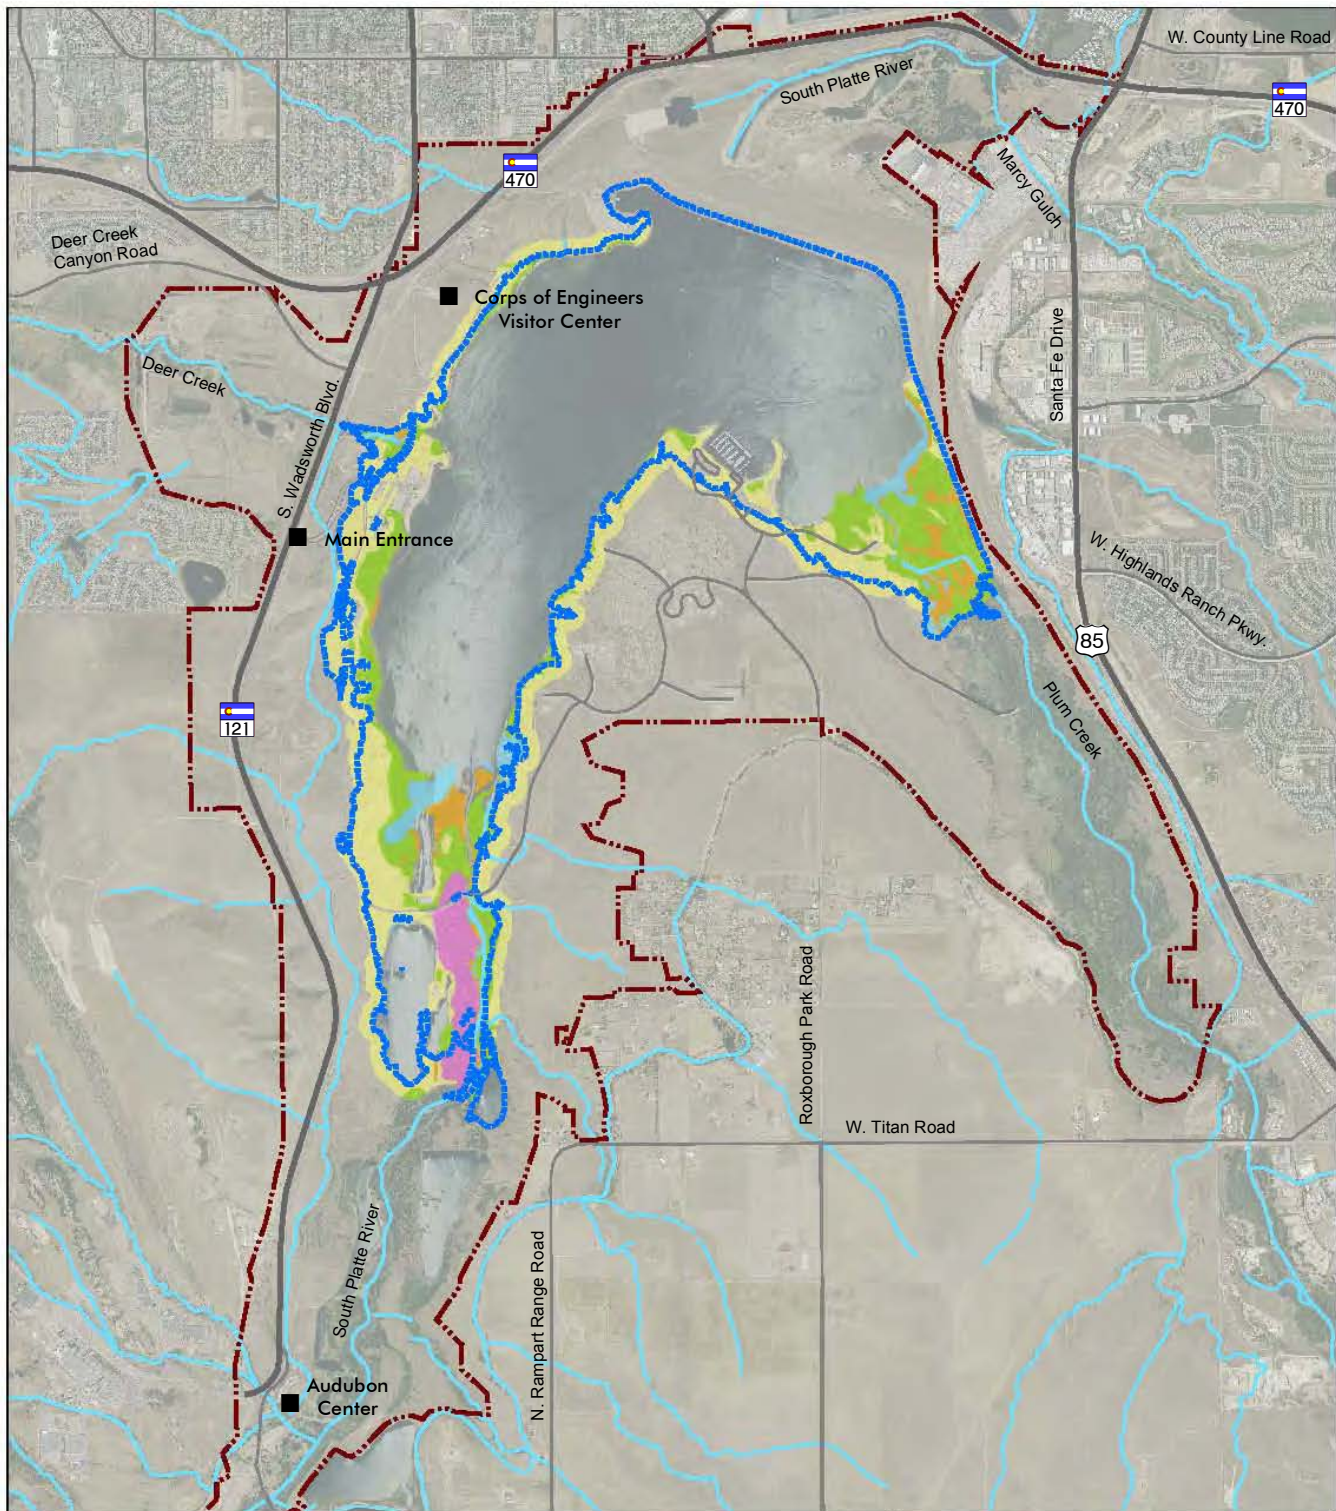 W. County Line Road
South Platte River
470
470
Marcy Gulch
Deer Creek
Canyon Road
Corps of Engineers
Visitor Center
Santa Fe Drive
Deer Creek
S. Wadsworth Blvd.
Main Entrance
W. Highlands Ranch Pkwy.
85
121
Plum Creek
Roxborough Park Road
W. Titan Road
South Platte River
N. Rampart Range Road
Audubon
Center